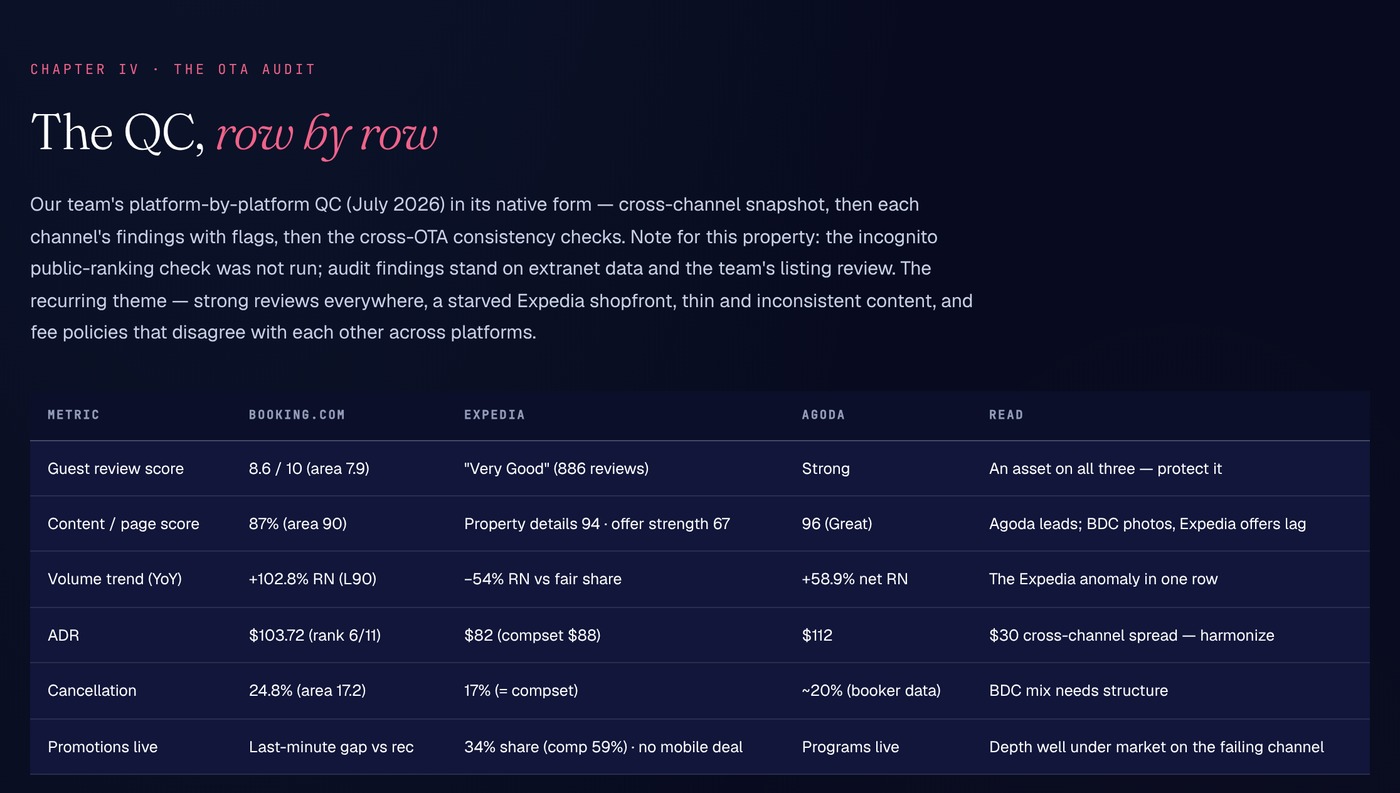 CHAPTER IV · THE OTA AUDIT
The QC, row by row
Our team's platform-by-platform QC (July 2026) in its native form — cross-channel snapshot, then each
channel's findings with flags, then the cross-OTA consistency checks. Note for this property: the incognito
public-ranking check was not run; audit findings stand on extranet data and the team's listing review. The
recurring theme — strong reviews everywhere, a starved Expedia shopfront, thin and inconsistent content, and
fee policies that disagree with each other across platforms.
METRIC BOOKING.COM EXPEDIA AGODA READ
Guest review score 8.6 / 10 (area 7.9) "Very Good" (886 reviews) Strong An asset on all three — protect it
Content / page score 87% (area 90) Property details 94 · offer strength 67 96 (Great) Agoda leads; BDC photos, Expedia offers lag
Volume trend (YoY) +102.8% RN (L90) −54% RN vs fair share +58.9% net RN The Expedia anomaly in one row
ADR $103.72 (rank 6/11) $82 (compset $88) $112 $30 cross-channel spread — harmonize
Cancellation 24.8% (area 17.2) 17% (= compset) ~20% (booker data) BDC mix needs structure
Promotions live Last-minute gap vs rec 34% share (comp 59%) · no mobile deal Programs live Depth well under market on the failing channel